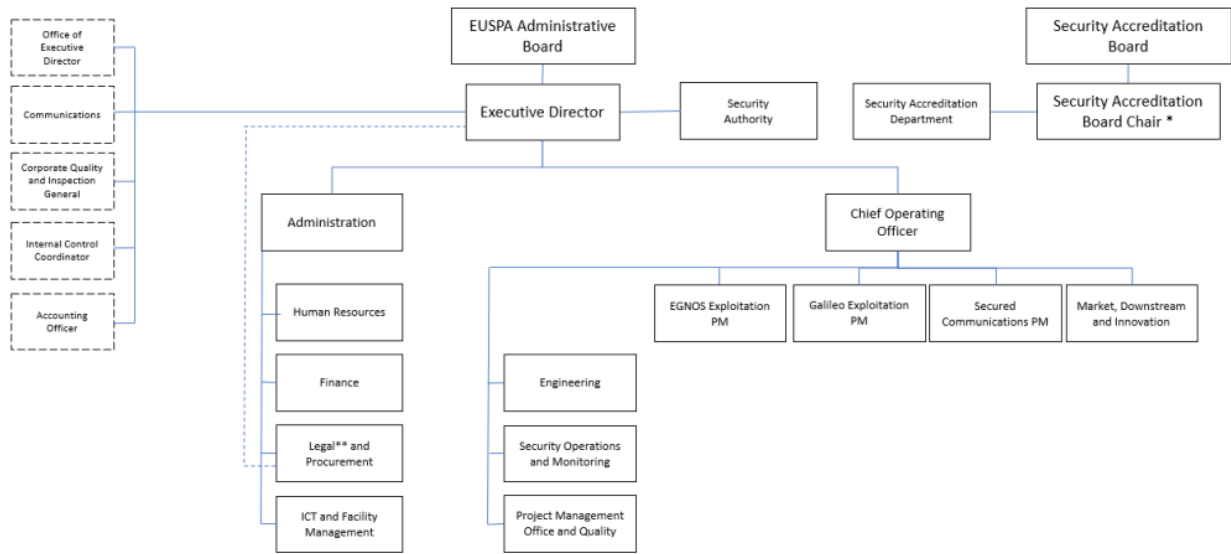 Office of
Executive
Director
Communications
Corporate Quality
and Inspection
General
Internal Control
Coordinator
Accounting
Officer
EUSPA Administrative
Board
Executive Director
Security
Authority
Security Accreditation
Board
Security Accreditation
Department
Security Accreditation
Board Chair *
Administration
Human Resources
Finance
Legal** and
Procurement
ICT and Facility
Management
Chief Operating
Officer
EGNOS Exploitation
PM
Galileo Exploitation
PM
Secured
Communications PM
Market, Downstream
and Innovation
Engineering
Security Operations
and Monitoring
Project Management
Office and Quality